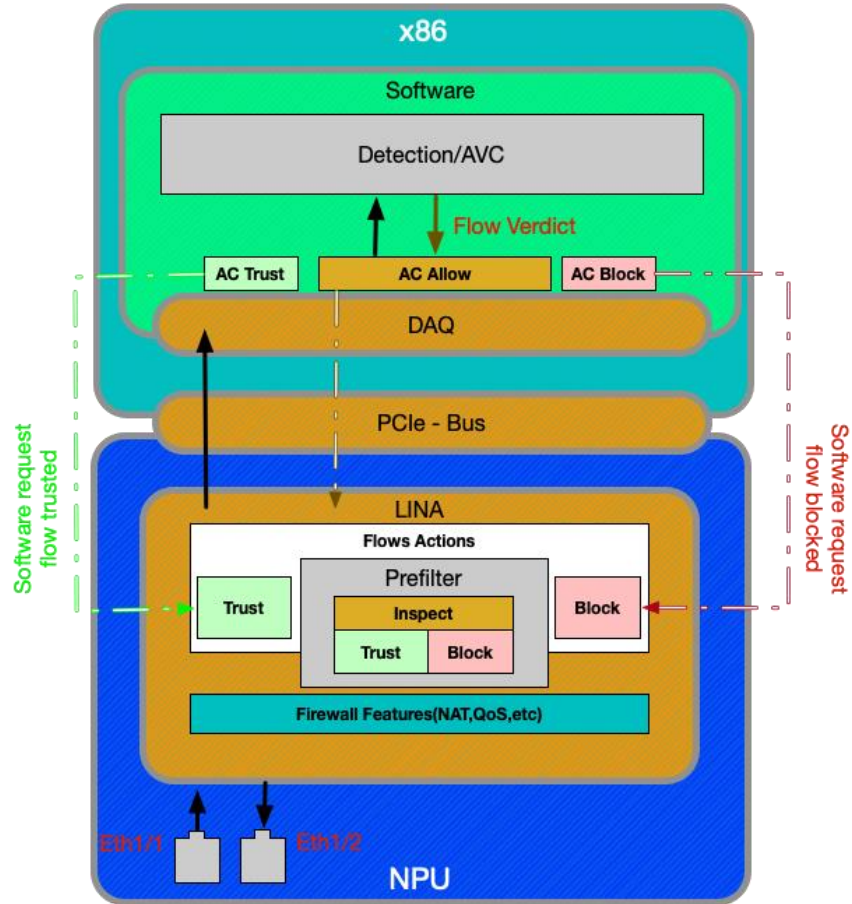 x86
Software
Detection/AVC
Flow Verdict
AC Trust
AC Allow
AC Block
DAQ
PCIe - Bus
Software request
flow trusted
Software request
flow blocked
LINA
Flows Actions
Prefilter
Trust
Inspect
Block
Trust
Block
Firewall Features(NAT,QoS,etc)
Eth1/1
Eth1/2
NPU